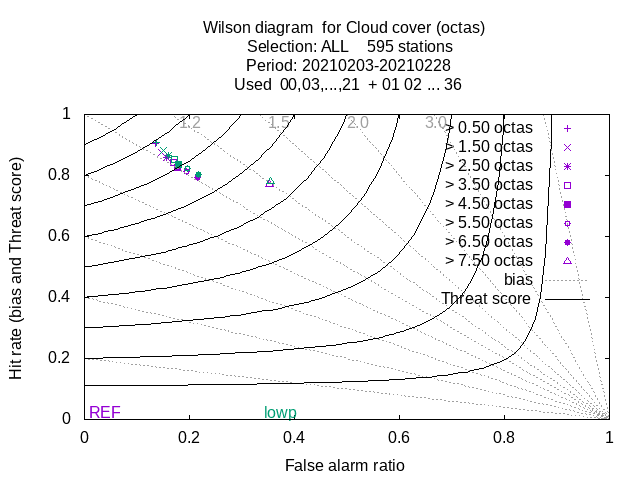 Wilson diagram  for Cloud cover (octas)
Selection: ALL    595 stations
Period: 20210203-20210228
Used  00,03,...,21  + 01 02 ... 36
Hit rate (bias and Threat score)
1
0.8
0.6
0.4
0.2
0
1.2
1.5
2.0
3.0
> 0.50 octas
> 1.50 octas
> 2.50 octas
> 3.50 octas
> 4.50 octas
> 5.50 octas
> 6.50 octas
> 7.50 octas
bias
Threat score
REF
lowp
0 0.2 0.4 0.6 0.8 1
False alarm ratio